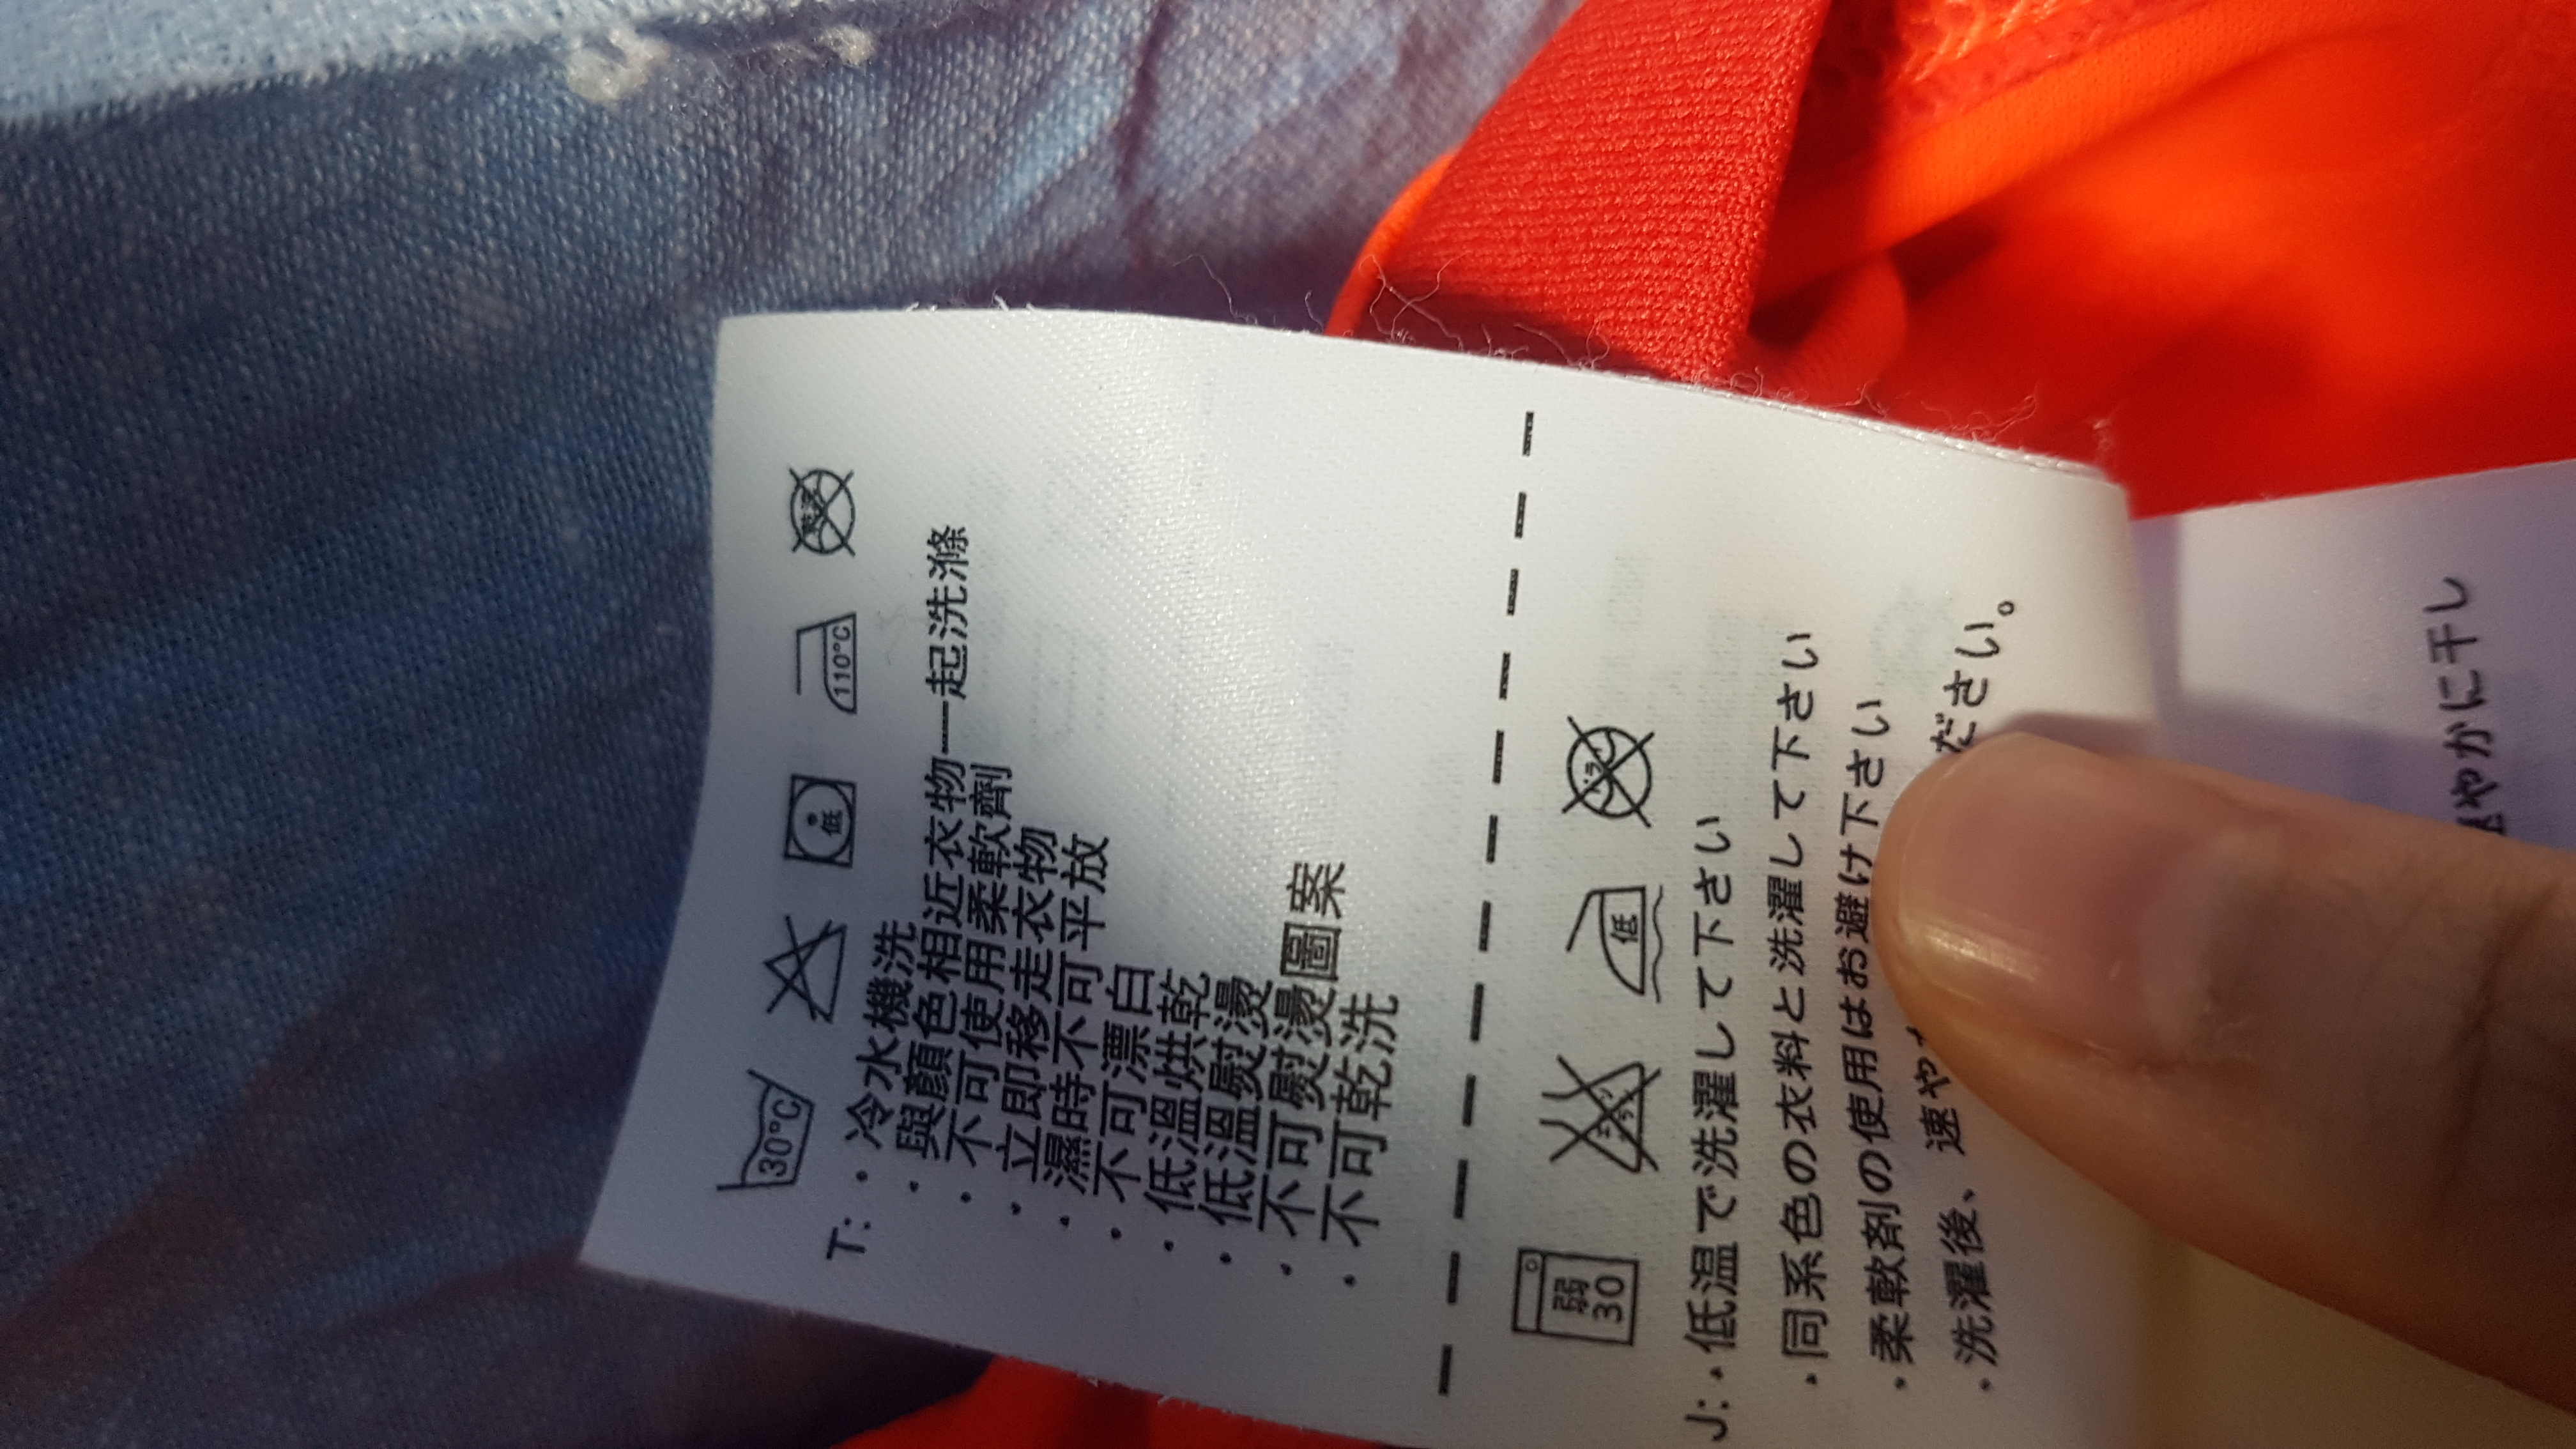 30°C
低
110°C
乾洗
T: · 冷水機洗
· 與顏色相近衣物一起洗滌
· 不可使用柔軟劑
· 立即移走衣物
· 濕時不可平放
· 不可漂白
· 低溫烘乾
· 低溫熨燙
· 不可熨燙圖案
· 不可乾洗
弱
30
低
ドライ
J: · 低温で洗濯して下さい
· 同系色の衣料と洗濯して下さい
· 柔軟剤の使用はお避け下さい
· 洗濯後、速や ださい。
やかに干し